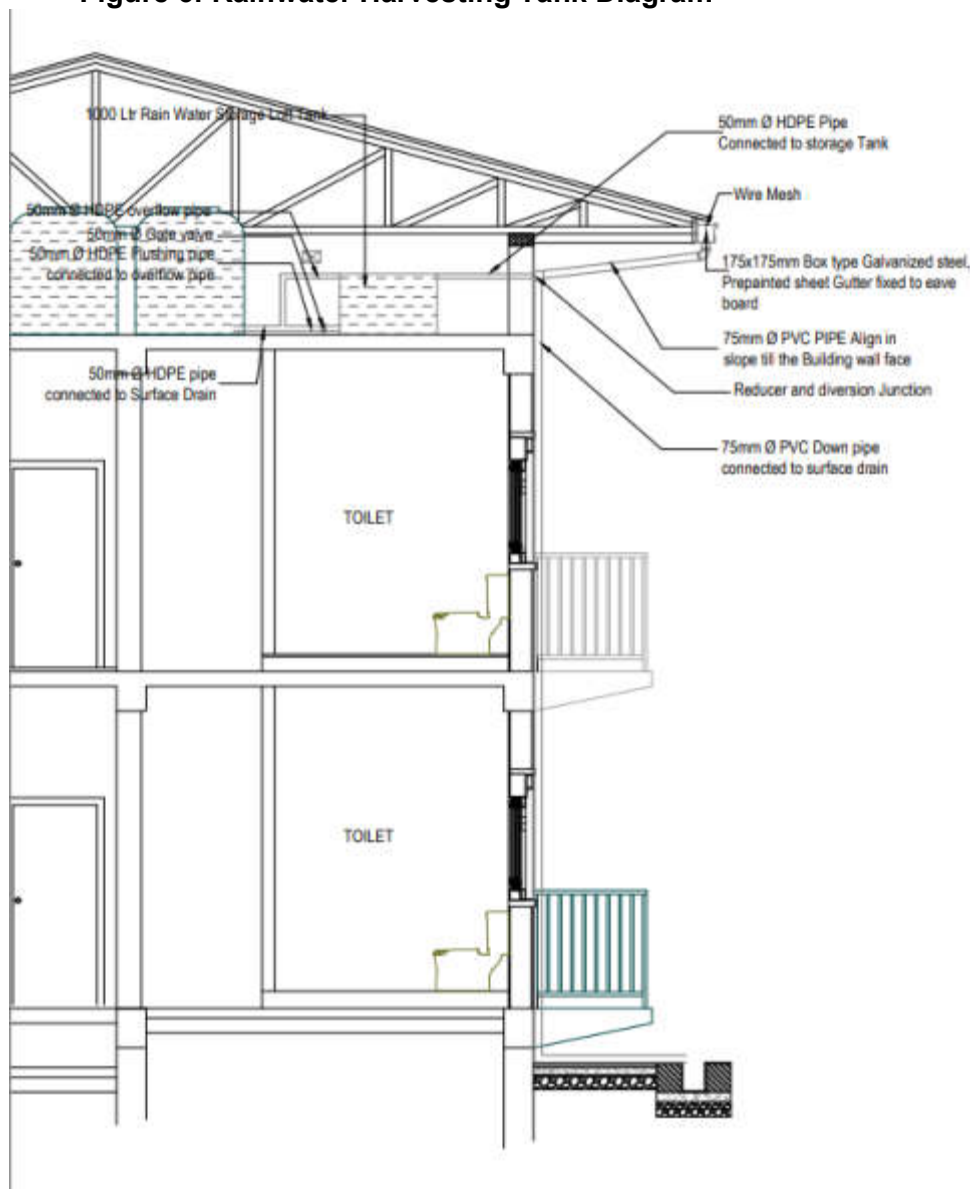 Figure 6: Rainwater Harvesting Tank Diagram
1000 Ltr Rain Water Storage Loft Tank
50mm Ø HDPE overflow pipe
50mm Ø Gate valve
50mm Ø HDPE Flushing pipe
connected to overflow pipe
50mm Ø HDPE pipe
connected to Surface Drain
50mm Ø HDPE Pipe
Connected to storage Tank
Wire Mesh
175x175mm Box type Galvanized steel,
Prepainted sheet Gutter fixed to eave
board
75mm Ø PVC PIPE Align in
slope till the Building wall face
Reducer and diversion Junction
75mm Ø PVC Down pipe
connected to surface drain
TOILET
TOILET